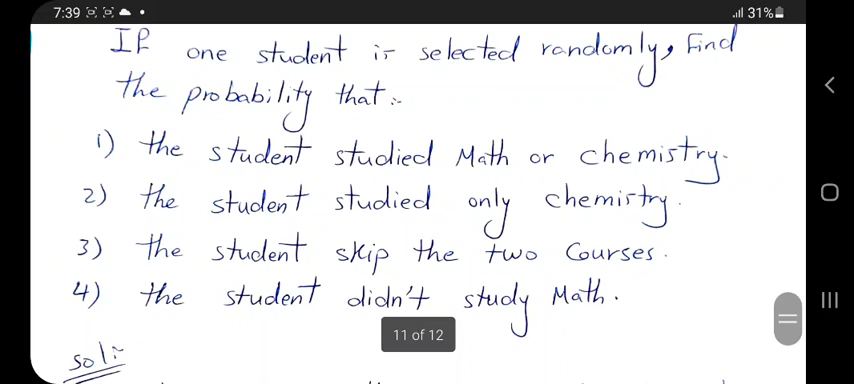 7:39
31%
If one student is selected randomly, Find
the probability that:-
1) the student studied Math or chemistry.
2) the student studied only chemistry.
3) the student skip the two Courses.
4) the student didn't study Math.
11 of 12
sol:-